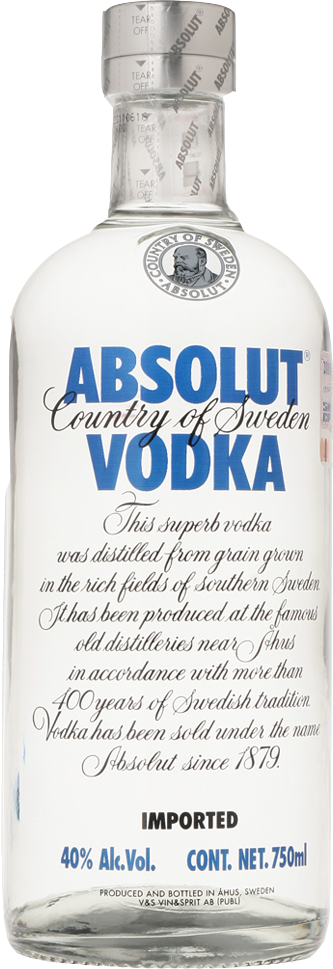 TEAR
OFF
ABSOLUT
TEAR
OFF
ABSOLUT
TEAR
OFF
COUNTRY OF SWEDEN
·ABSOLUT·
ABSOLUT®
Country of Sweden
VODKA
This superb vodka
was distilled from grain grown
in the rich fields of southern Sweden.
It has been produced at the famous
old distilleries near Åhus
in accordance with more than
400 years of Swedish tradition.
Vodka has been sold under the name
Absolut since 1879.
IMPORTED
40% Alc.Vol. CONT. NET. 750ml
PRODUCED AND BOTTLED IN ÅHUS, SWEDEN
V&S VIN&SPRIT AB (PUBL)